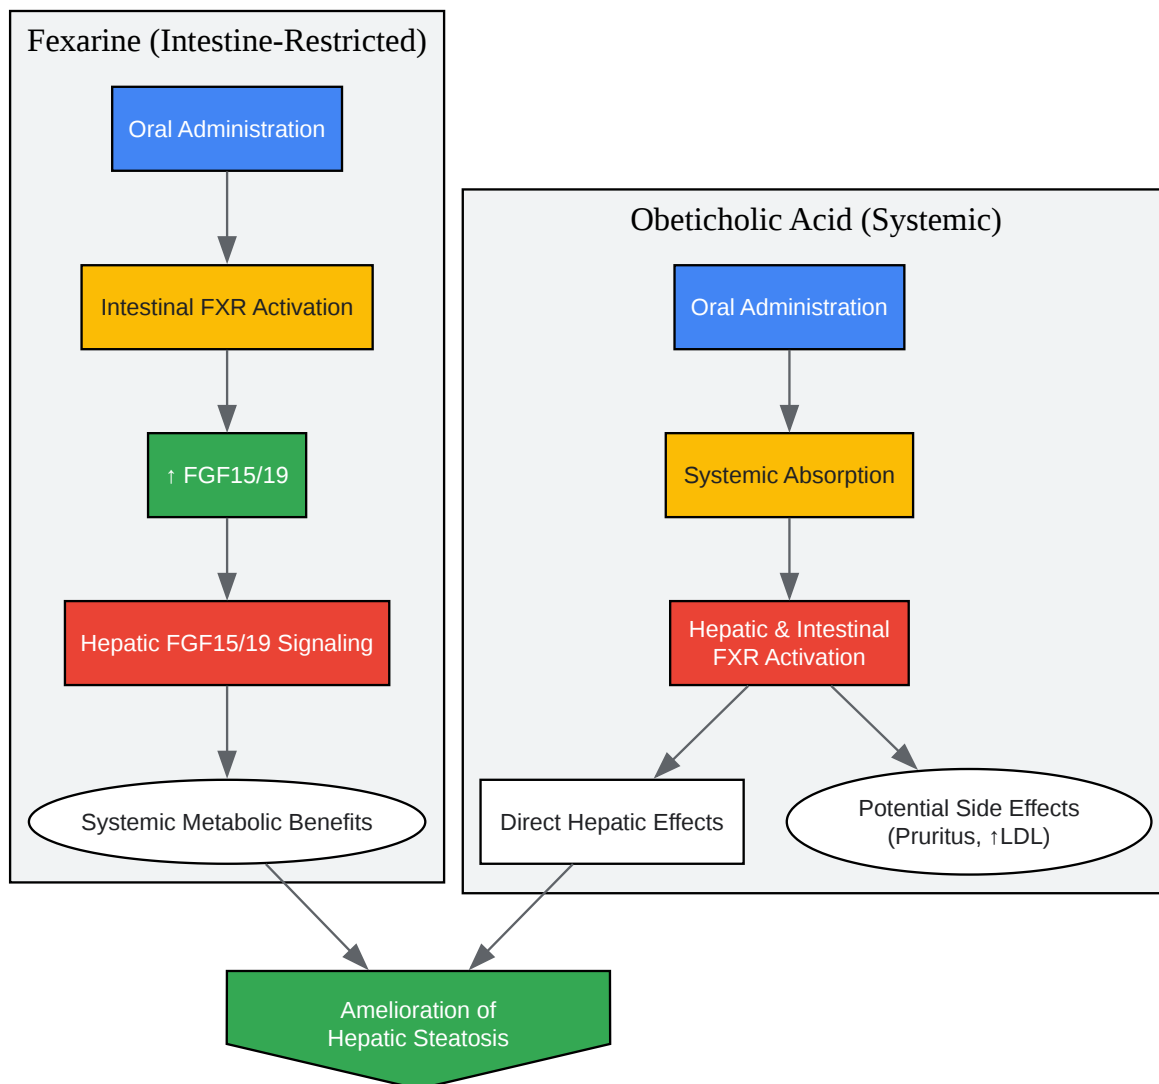 Fexarine (Intestine-Restricted)
Oral Administration
Intestinal FXR Activation
↑ FGF15/19
Hepatic FGF15/19 Signaling
Systemic Metabolic Benefits
Obeticholic Acid (Systemic)
Oral Administration
Systemic Absorption
Hepatic & Intestinal
FXR Activation
Direct Hepatic Effects
Potential Side Effects
(Pruritus, ↑LDL)
Amelioration of
Hepatic Steatosis